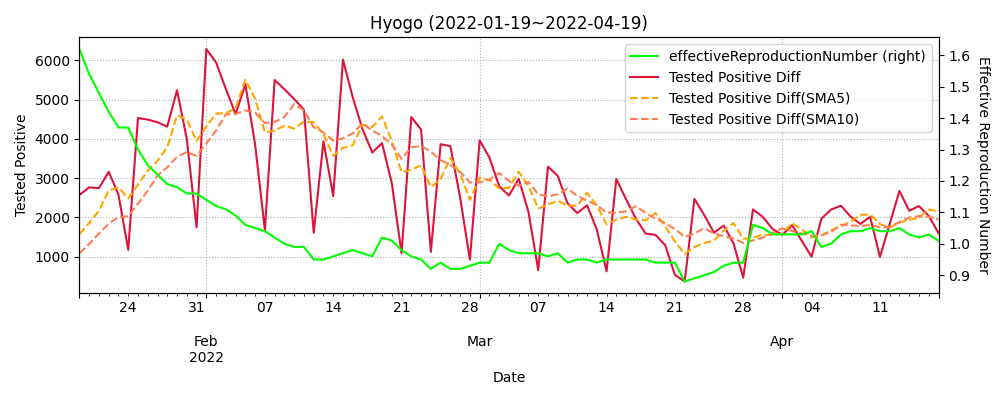 Hyogo (2022-01-19~2022-04-19)
effectiveReproductionNumber (right)
Tested Positive Diff
Tested Positive Diff(SMA5)
Tested Positive Diff(SMA10)
Tested Positive
6000
5000
4000
3000
2000
1000
Effective Reproduction Number
1.6
1.5
1.4
1.3
1.2
1.1
1.0
0.9
24 31 07 14 21 28 07 14 21 28 04 11
Feb Mar Apr
2022
Date